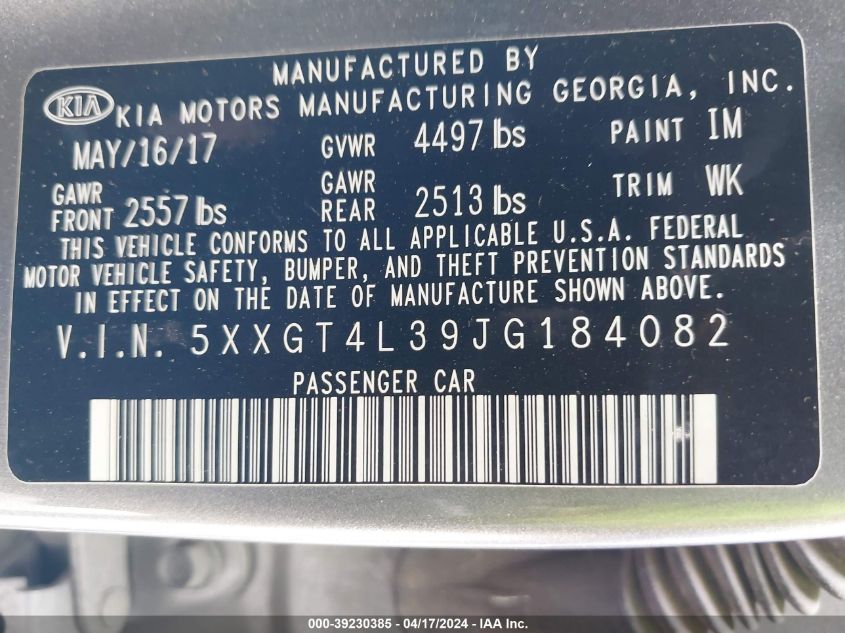 MANUFACTURED BY
KIA KIA MOTORS MANUFACTURING GEORGIA, INC.
MAY/16/17 GVWR 4497 lbs PAINT IM
GAWR FRONT 2557 lbs GAWR REAR 2513 lbs TRIM WK
THIS VEHICLE CONFORMS TO ALL APPLICABLE U.S.A. FEDERAL
MOTOR VEHICLE SAFETY, BUMPER, AND THEFT PREVENTION STANDARDS
IN EFFECT ON THE DATE OF MANUFACTURE SHOWN ABOVE.
V.I.N. 5XXGT4L39JG184082
PASSENGER CAR
000-39230385 - 04/17/2024 - IAA Inc.